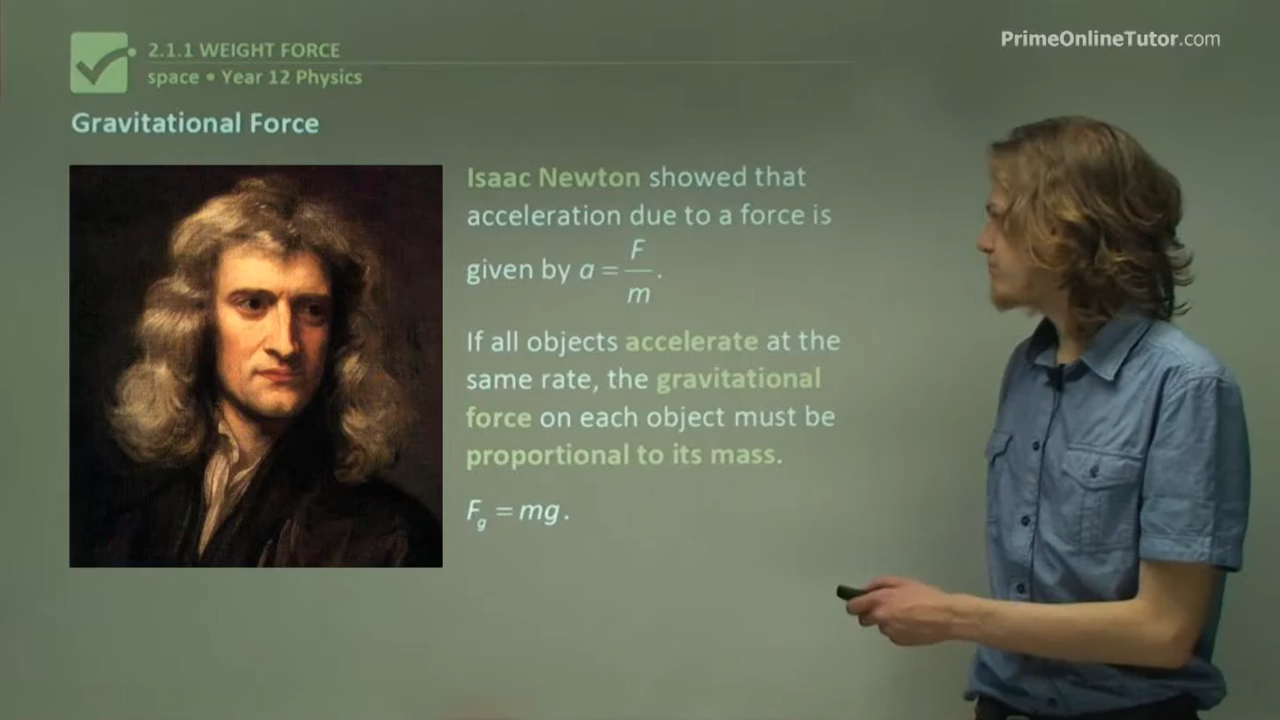 2.1.1 WEIGHT FORCE
space • Year 12 Physics
PrimeOnlineTutor.com
Gravitational Force
Isaac Newton showed that
acceleration due to a force is
given by a = F/m.
If all objects accelerate at the
same rate, the gravitational
force on each object must be
proportional to its mass.
Fg = mg.